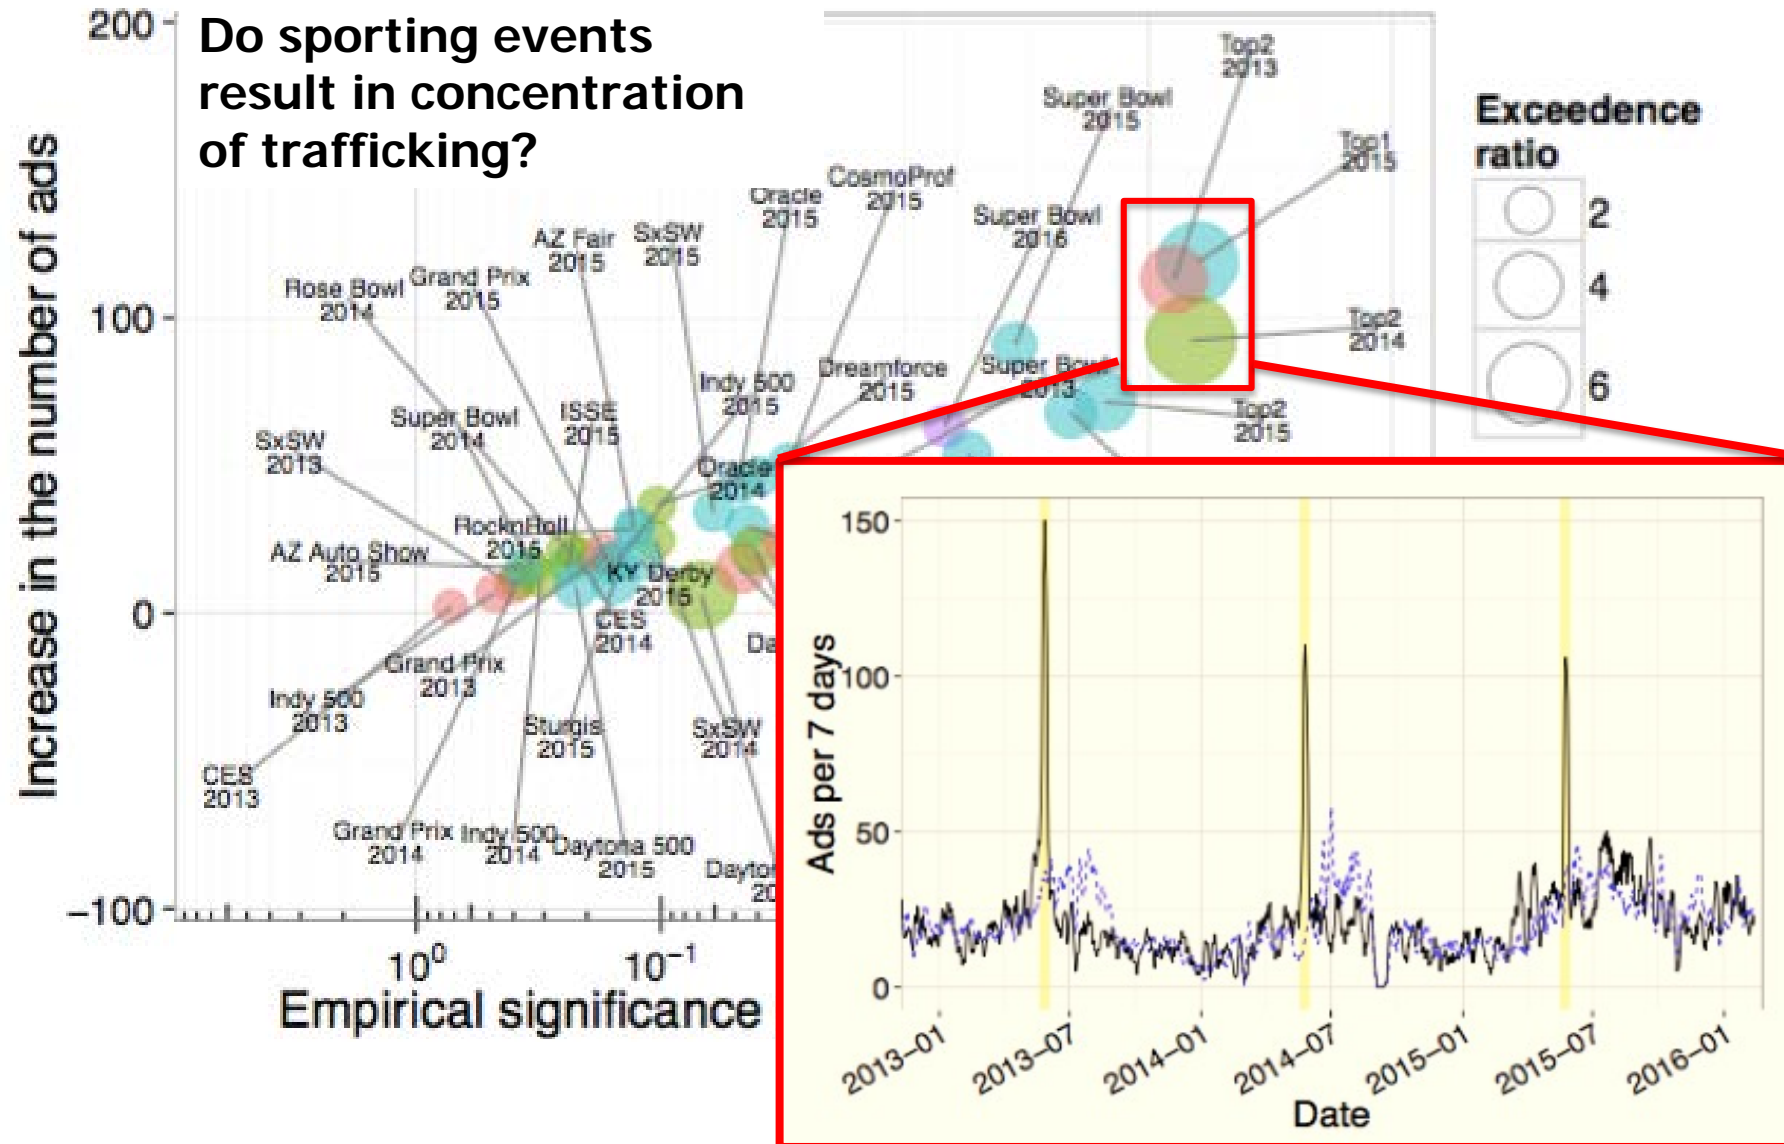 Do sporting events
result in concentration
of trafficking?
200
100
0
−100
Increase in the number of ads
10⁰
10⁻¹
Empirical significance
Top2
2013
Super Bowl
2015
Top1
2015
CosmoProf
2015
Oracle
2015
Super Bowl
2016
AZ Fair
2015
SxSW
2015
Rose Bowl
2014
Grand Prix
2015
Top2
2014
Dreamforce
2015
Super Bowl
2013
Indy 500
2015
Top2
2015
Super Bowl
2014
ISSE
2015
SxSW
2013
Oracle
2014
RocknRoll
2015
AZ Auto Show
2015
KY Derby
2015
CES
2014
Da
Grand Prix
2013
Indy 500
2013
Sturgis
2015
SxSW
2014
CES
2013
Grand Prix
2014
Indy 500
2014
Daytona 500
2015
Dayto
20
Exceedence
ratio
2
4
6
150
100
50
0
Ads per 7 days
2013−01
2013−07
2014−01
2014−07
2015−01
2015−07
2016−01
Date